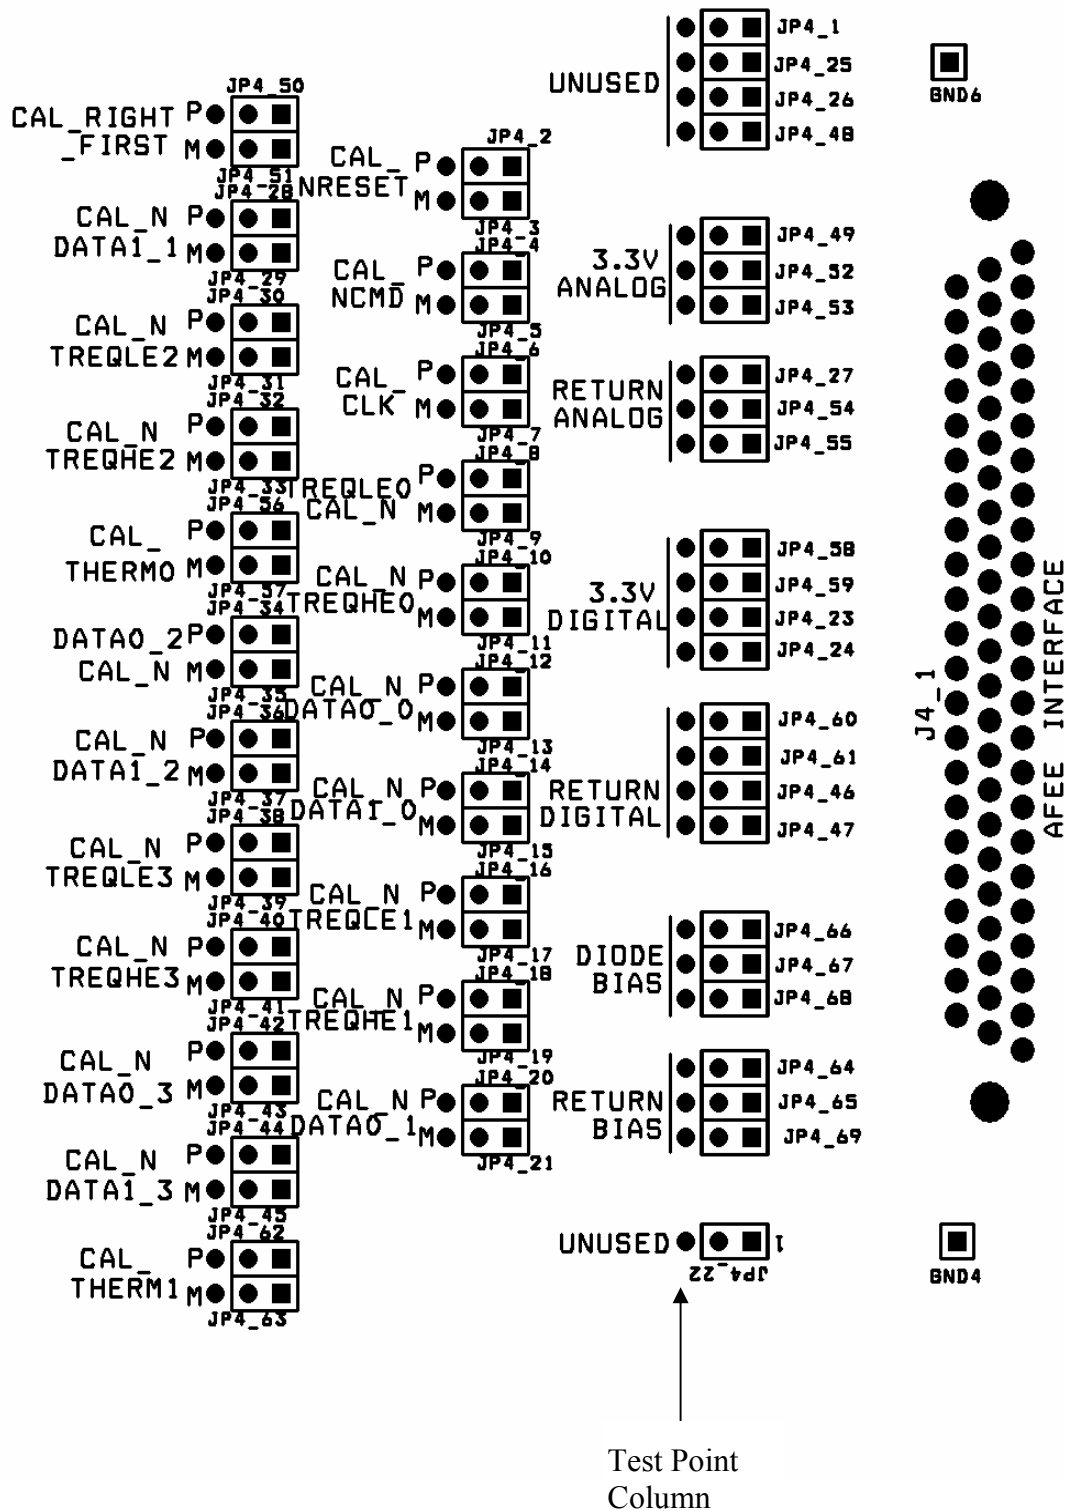 JP4_50
CAL_RIGHT P
_FIRST M
JP4_51
JP4_28
CAL_N P
DATA1_1 M
JP4_29
JP4_30
CAL_N P
TREQLE2 M
JP4_31
JP4_32
CAL_N P
TREQHE2 M
JP4_33
JP4_56
CAL_ P
THERM0 M
JP4_57
JP4_34
DATA0_2 P
CAL_N M
JP4_35
JP4_36
CAL_N P
DATA1_2 M
JP4_37
JP4_38
CAL_N P
TREQLE3 M
JP4_39
JP4_40
CAL_N P
TREQHE3 M
JP4_41
JP4_42
CAL_N P
DATA0_3 M
JP4_43
JP4_44
CAL_N P
DATA1_3 M
JP4_45
JP4_62
CAL_ P
THERM1 M
JP4_63
JP4_2
CAL_ P
NRESET M
JP4_3
JP4_4
CAL_ P
NCMD M
JP4_5
JP4_6
CAL_ P
CLK M
JP4_7
JP4_8
TREQLE0 P
CAL_N M
JP4_9
JP4_10
CAL_N P
TREQHE0 M
JP4_11
JP4_12
CAL_N P
DATA0_0 M
JP4_13
JP4_14
CAL_N P
DATA1_0 M
JP4_15
JP4_16
CAL_N P
TREQLE1 M
JP4_17
JP4_18
CAL_N P
TREQHE1 M
JP4_19
JP4_20
CAL_N P
DATA0_1 M
JP4_21
UNUSED
JP4_1
JP4_25
JP4_26
JP4_48
3.3V
ANALOG
JP4_49
JP4_52
JP4_53
RETURN
ANALOG
JP4_27
JP4_54
JP4_55
3.3V
DIGITAL
JP4_58
JP4_59
JP4_23
JP4_24
RETURN
DIGITAL
JP4_60
JP4_61
JP4_46
JP4_47
DIODE
BIAS
JP4_66
JP4_67
JP4_68
RETURN
BIAS
JP4_64
JP4_65
JP4_69
UNUSED 1
JP4_22
GND6
J4_1
AFEE INTERFACE
GND4
Test Point
Column